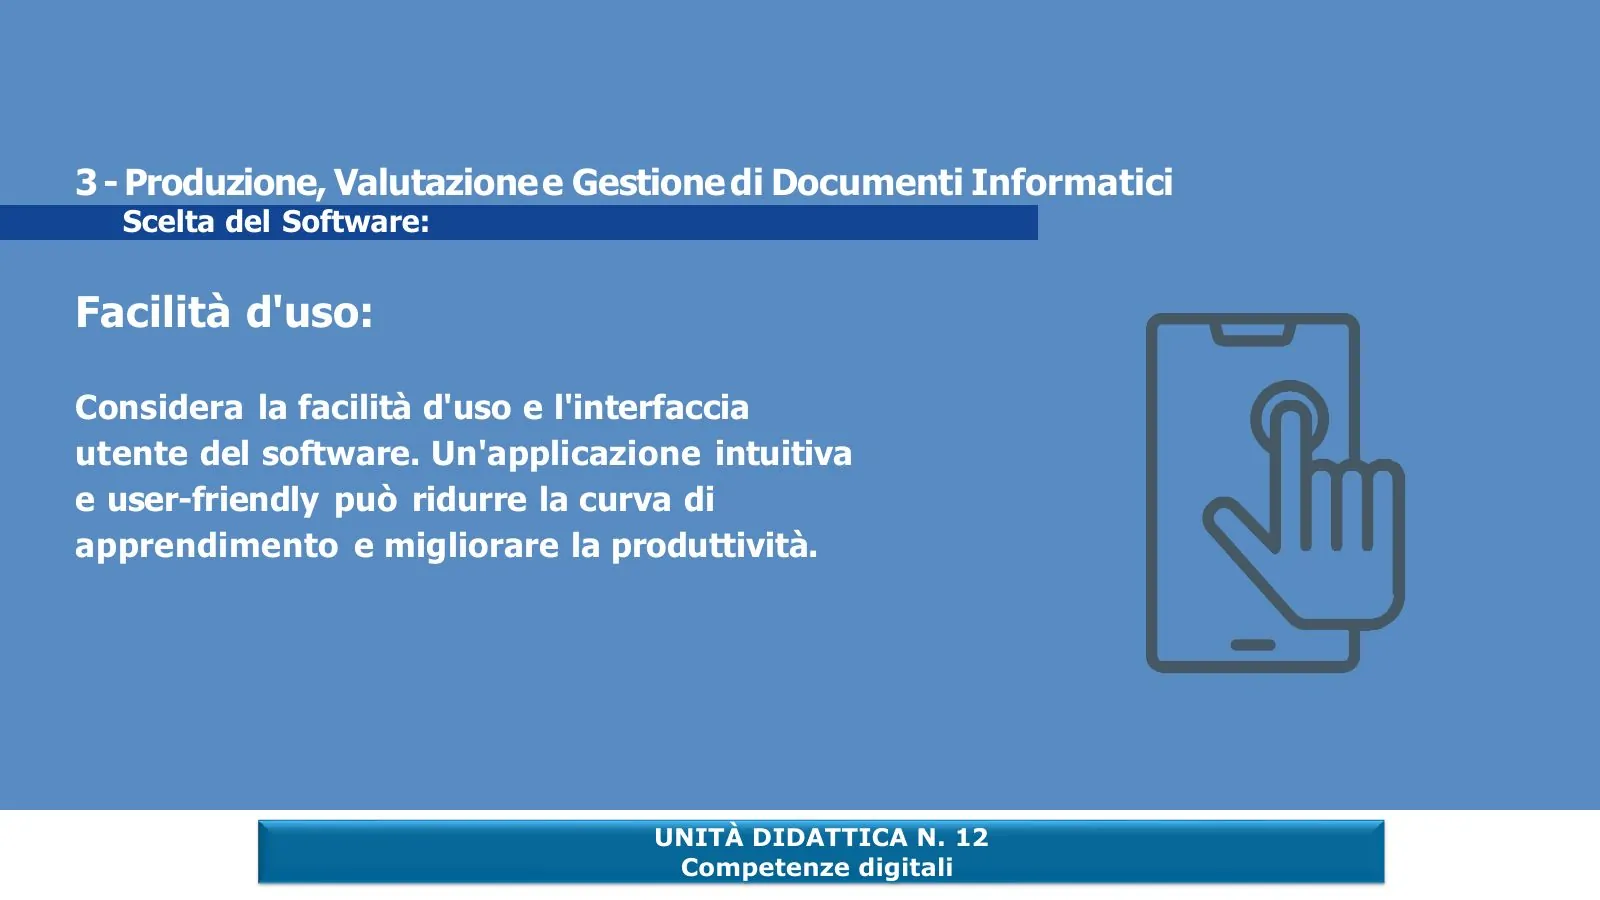 3 - Produzione, Valutazione e Gestione di Documenti Informatici
Scelta del Software:
Facilità d'uso:
Considera la facilità d'uso e l'interfaccia
utente del software. Un'applicazione intuitiva
e user-friendly può ridurre la curva di
apprendimento e migliorare la produttività.
UNITÀ DIDATTICA N. 12
Competenze digitali